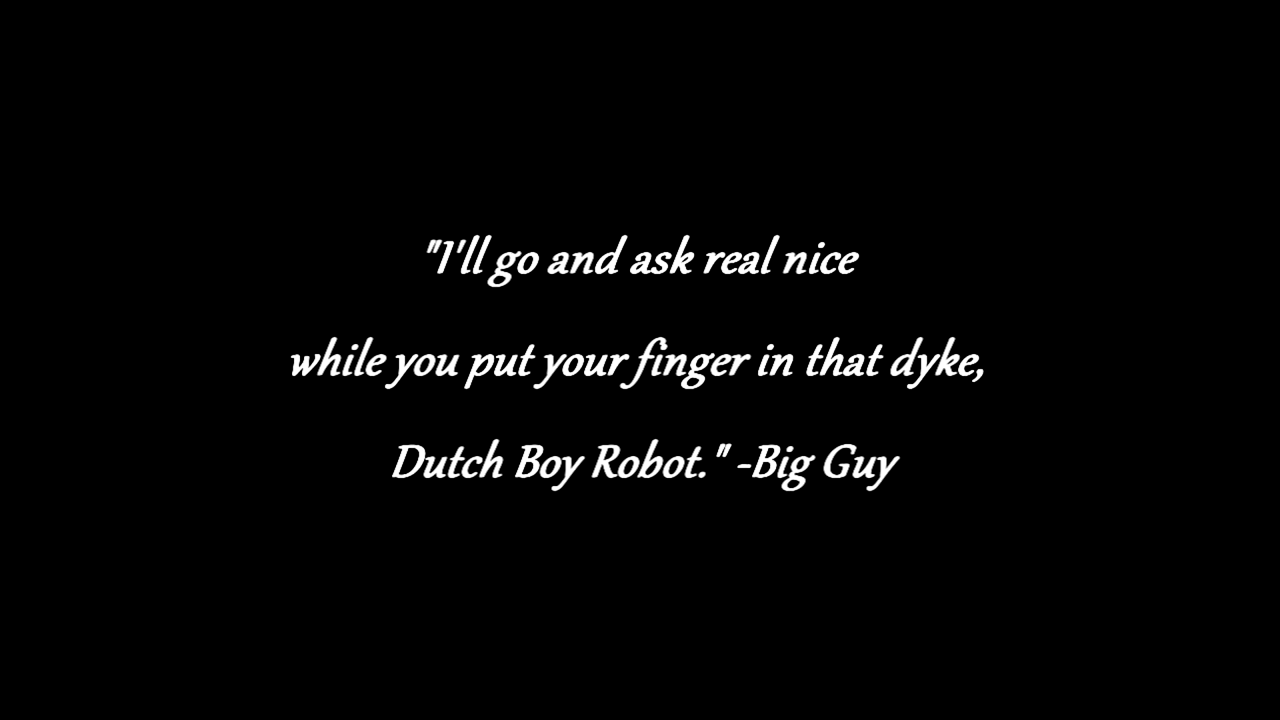 "I'll go and ask real nice
while you put your finger in that dyke,
Dutch Boy Robot." -Big Guy